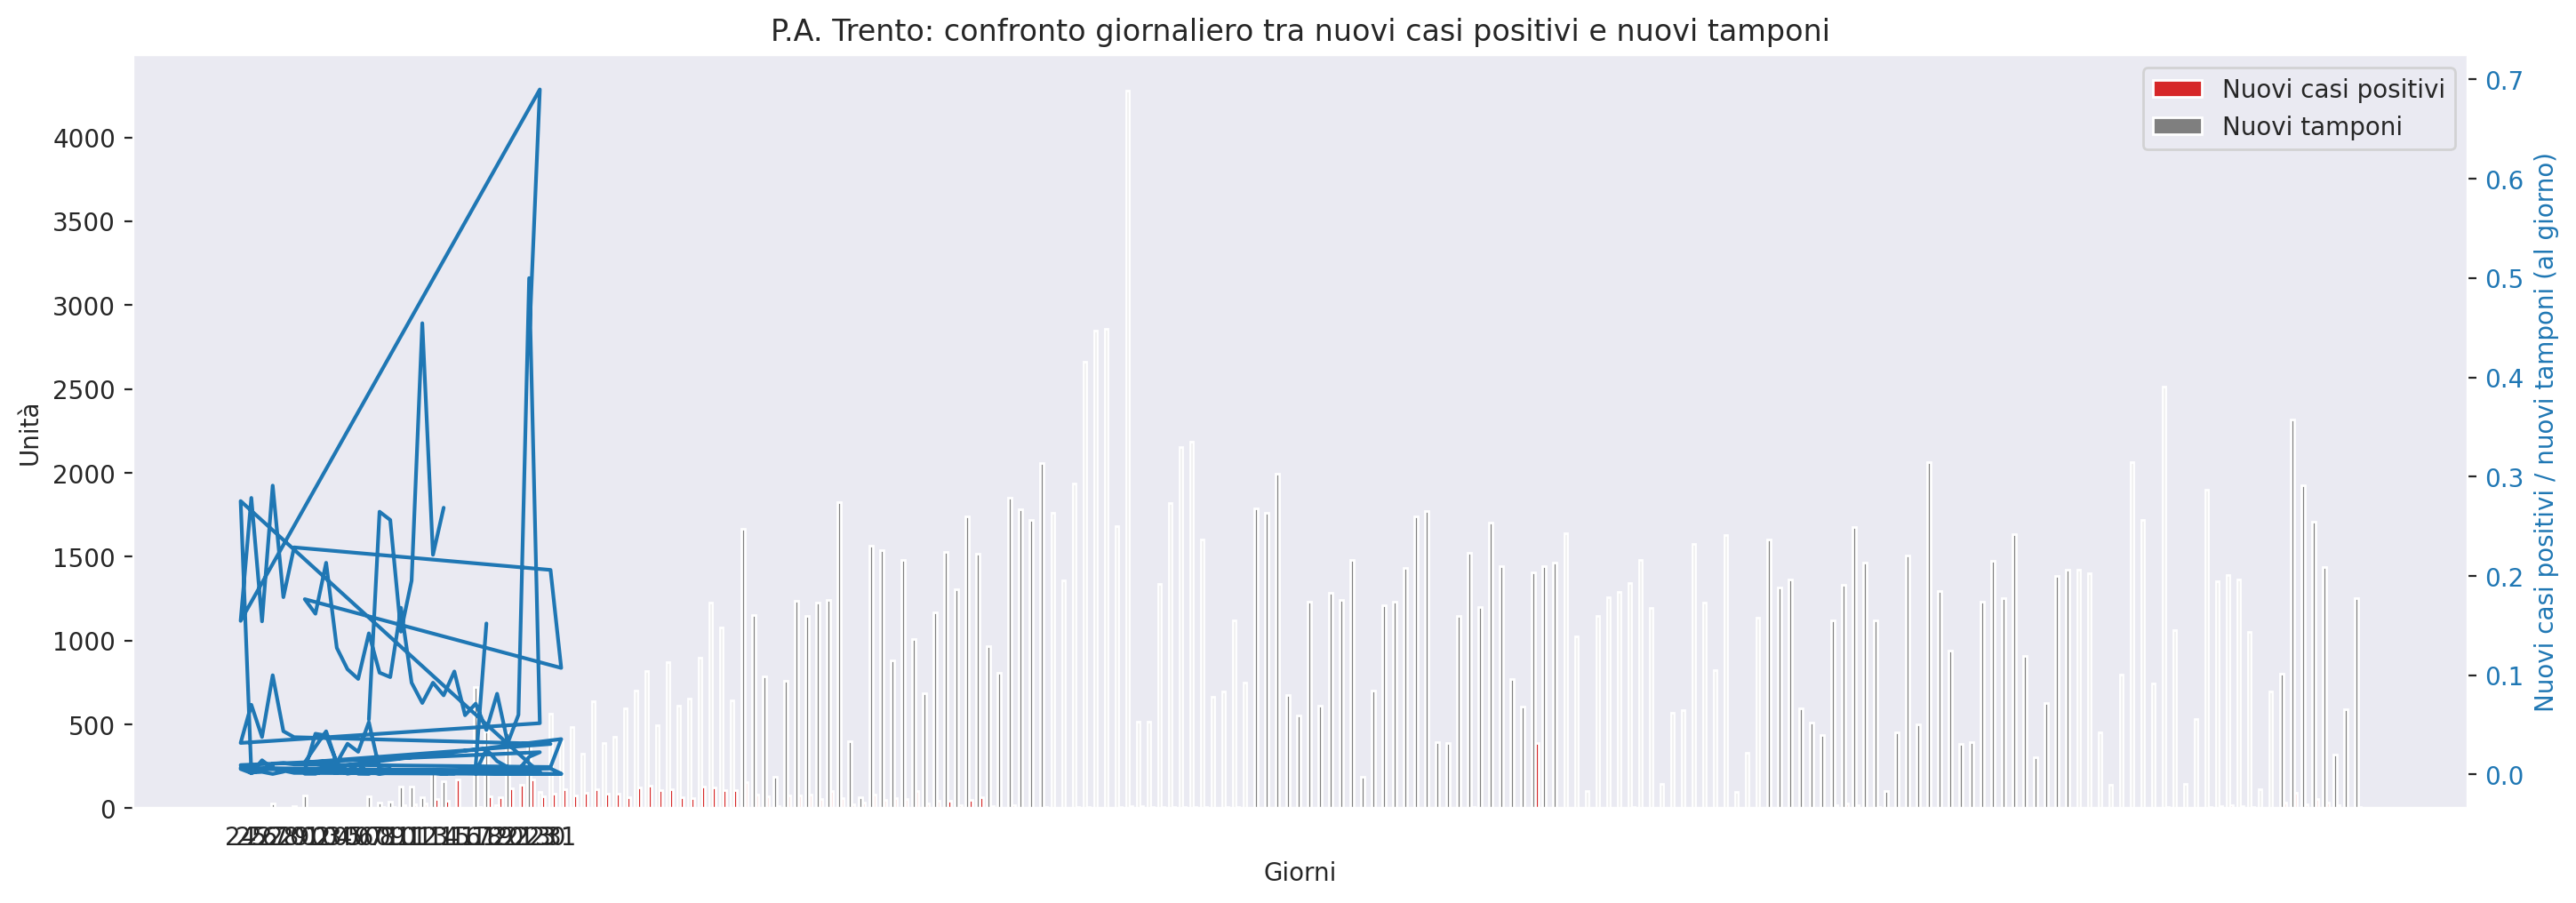 P.A. Trento: confronto giornaliero tra nuovi casi positivi e nuovi tamponi
Nuovi casi positivi
Nuovi tamponi
4000
3500
3000
2500
2000
1500
1000
500
0
Unità
0.7
0.6
0.5
0.4
0.3
0.2
0.1
0.0
Nuovi casi positivi / nuovi tamponi (al giorno)
Giorni